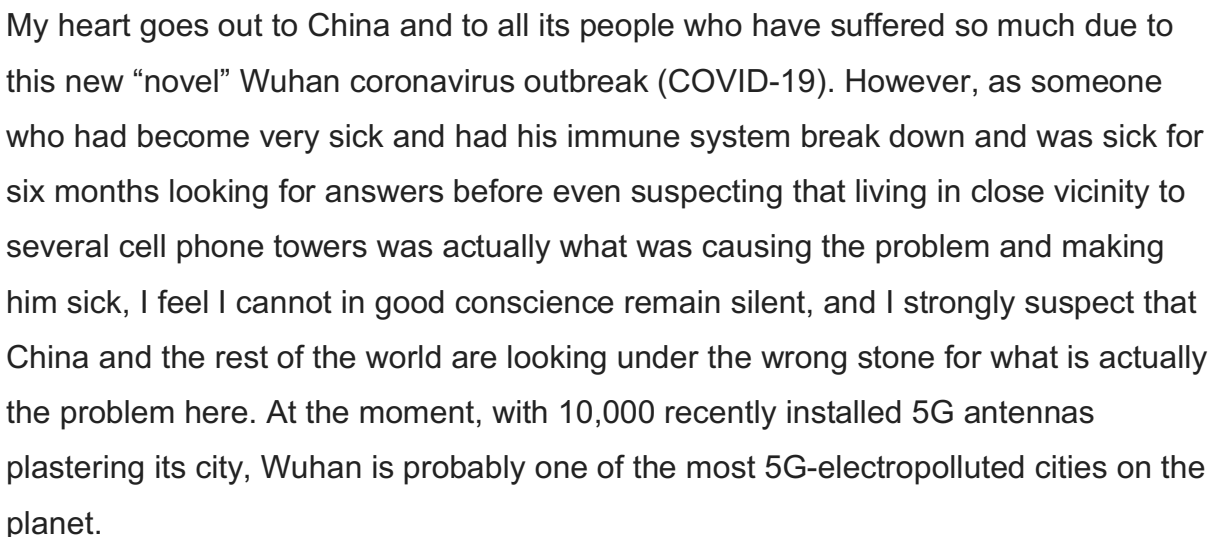 My heart goes out to China and to all its people who have suffered so much due to
this new “novel” Wuhan coronavirus outbreak (COVID-19). However, as someone
who had become very sick and had his immune system break down and was sick for
six months looking for answers before even suspecting that living in close vicinity to
several cell phone towers was actually what was causing the problem and making
him sick, I feel I cannot in good conscience remain silent, and I strongly suspect that
China and the rest of the world are looking under the wrong stone for what is actually
the problem here. At the moment, with 10,000 recently installed 5G antennas
plastering its city, Wuhan is probably one of the most 5G-electropolluted cities on the
planet.